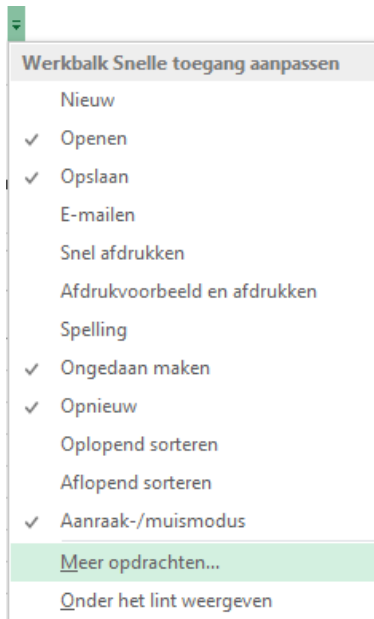 Werkbalk Snelle toegang aanpassen
Nieuw
Openen
Opslaan
E-mailen
Snel afdrukken
Afdrukvoorbeeld en afdrukken
Spelling
Ongedaan maken
Opnieuw
Oplopend sorteren
Aflopend sorteren
Aanraak-/muismodus
Meer opdrachten...
Onder het lint weergeven